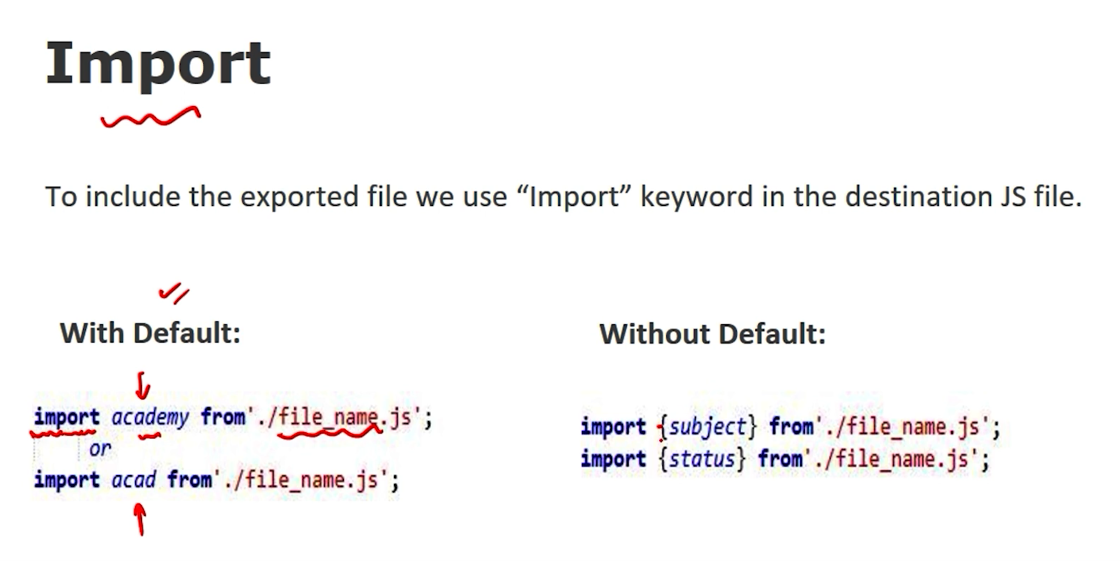 Import
To include the exported file we use “Import” keyword in the destination JS file.
With Default:
import academy from'./file_name.js';
or
import acad from'./file_name.js';
Without Default:
import {subject} from'./file_name.js';
import {status} from'./file_name.js';